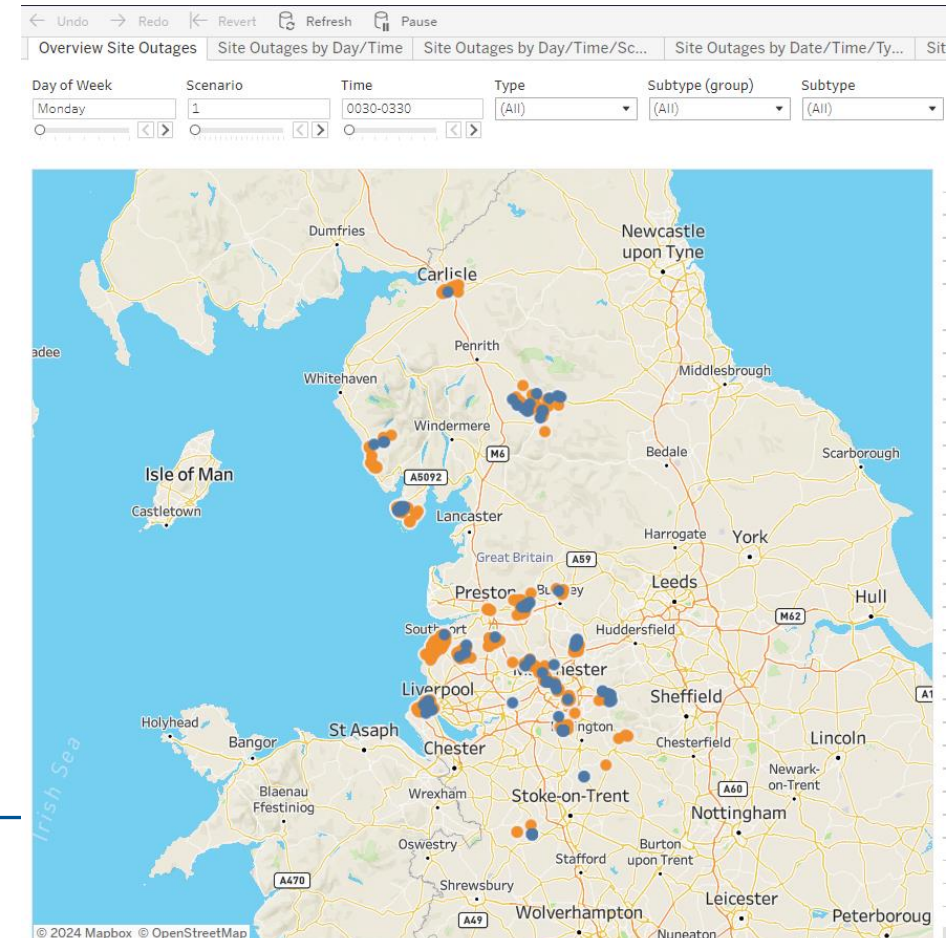 ← Undo → Redo |← Revert Refresh Pause
Overview Site Outages Site Outages by Day/Time Site Outages by Day/Time/Sc... Site Outages by Date/Time/Ty... Sit
Day of Week Scenario Time Type Subtype (group) Subtype
Monday 1 0030-0330 (All) (All) (All)
Newcastle
upon Tyne
Dumfries
Carlisle
adee
Penrith
Middlesbrough
Whitehaven
Windermere
M6
Bedale
Scarborough
Isle of Man
A5092
Castletown
Lancaster
Harrogate
York
Great Britain
A59
Leeds
Preston
Hull
M62
Huddersfield
Liverpool
Sheffield
A1
Holyhead
Bangor
St Asaph
Chester
Chesterfield
Lincoln
Irish Sea
Newark-
on-Trent
Blaenau
Ffestiniog
Wrexham
Stoke-on-Trent
A60
Nottingham
Oswestry
Stafford
Burton
upon Trent
A470
Shrewsbury
Leicester
A49
Wolverhampton
Peterboroug
Nuneaton
© 2024 Mapbox © OpenStreetMap